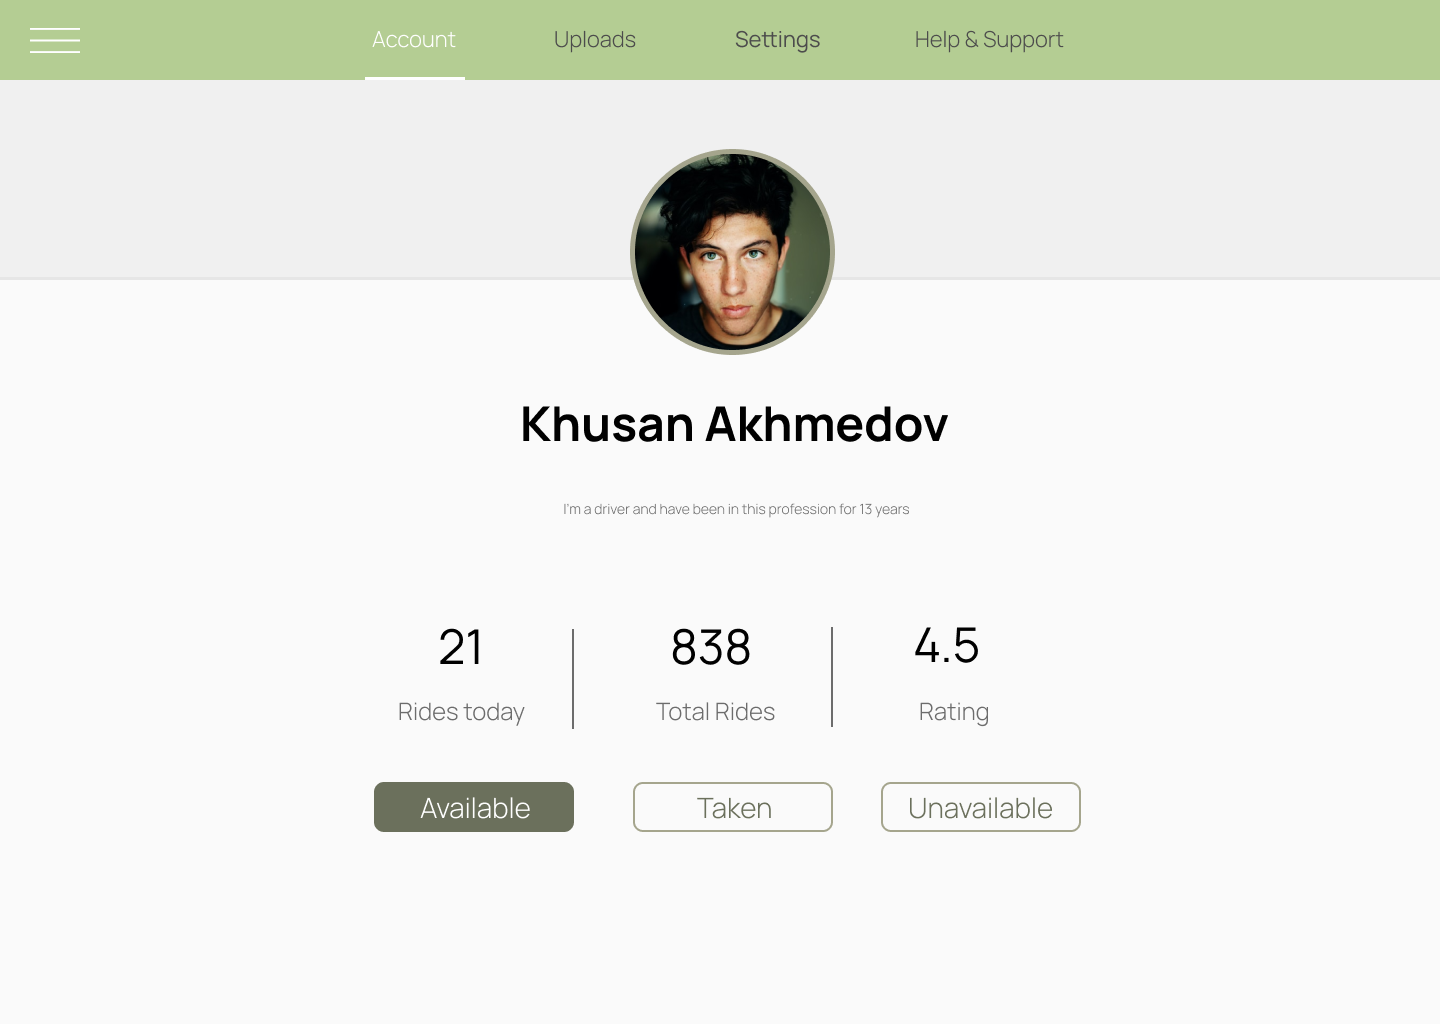 Account
Uploads
Settings
Help & Support
Khusan Akhmedov
I'm a driver and have been in this profession for 13 years
21
838
4.5
Rides today
Total Rides
Rating
Available
Taken
Unavailable